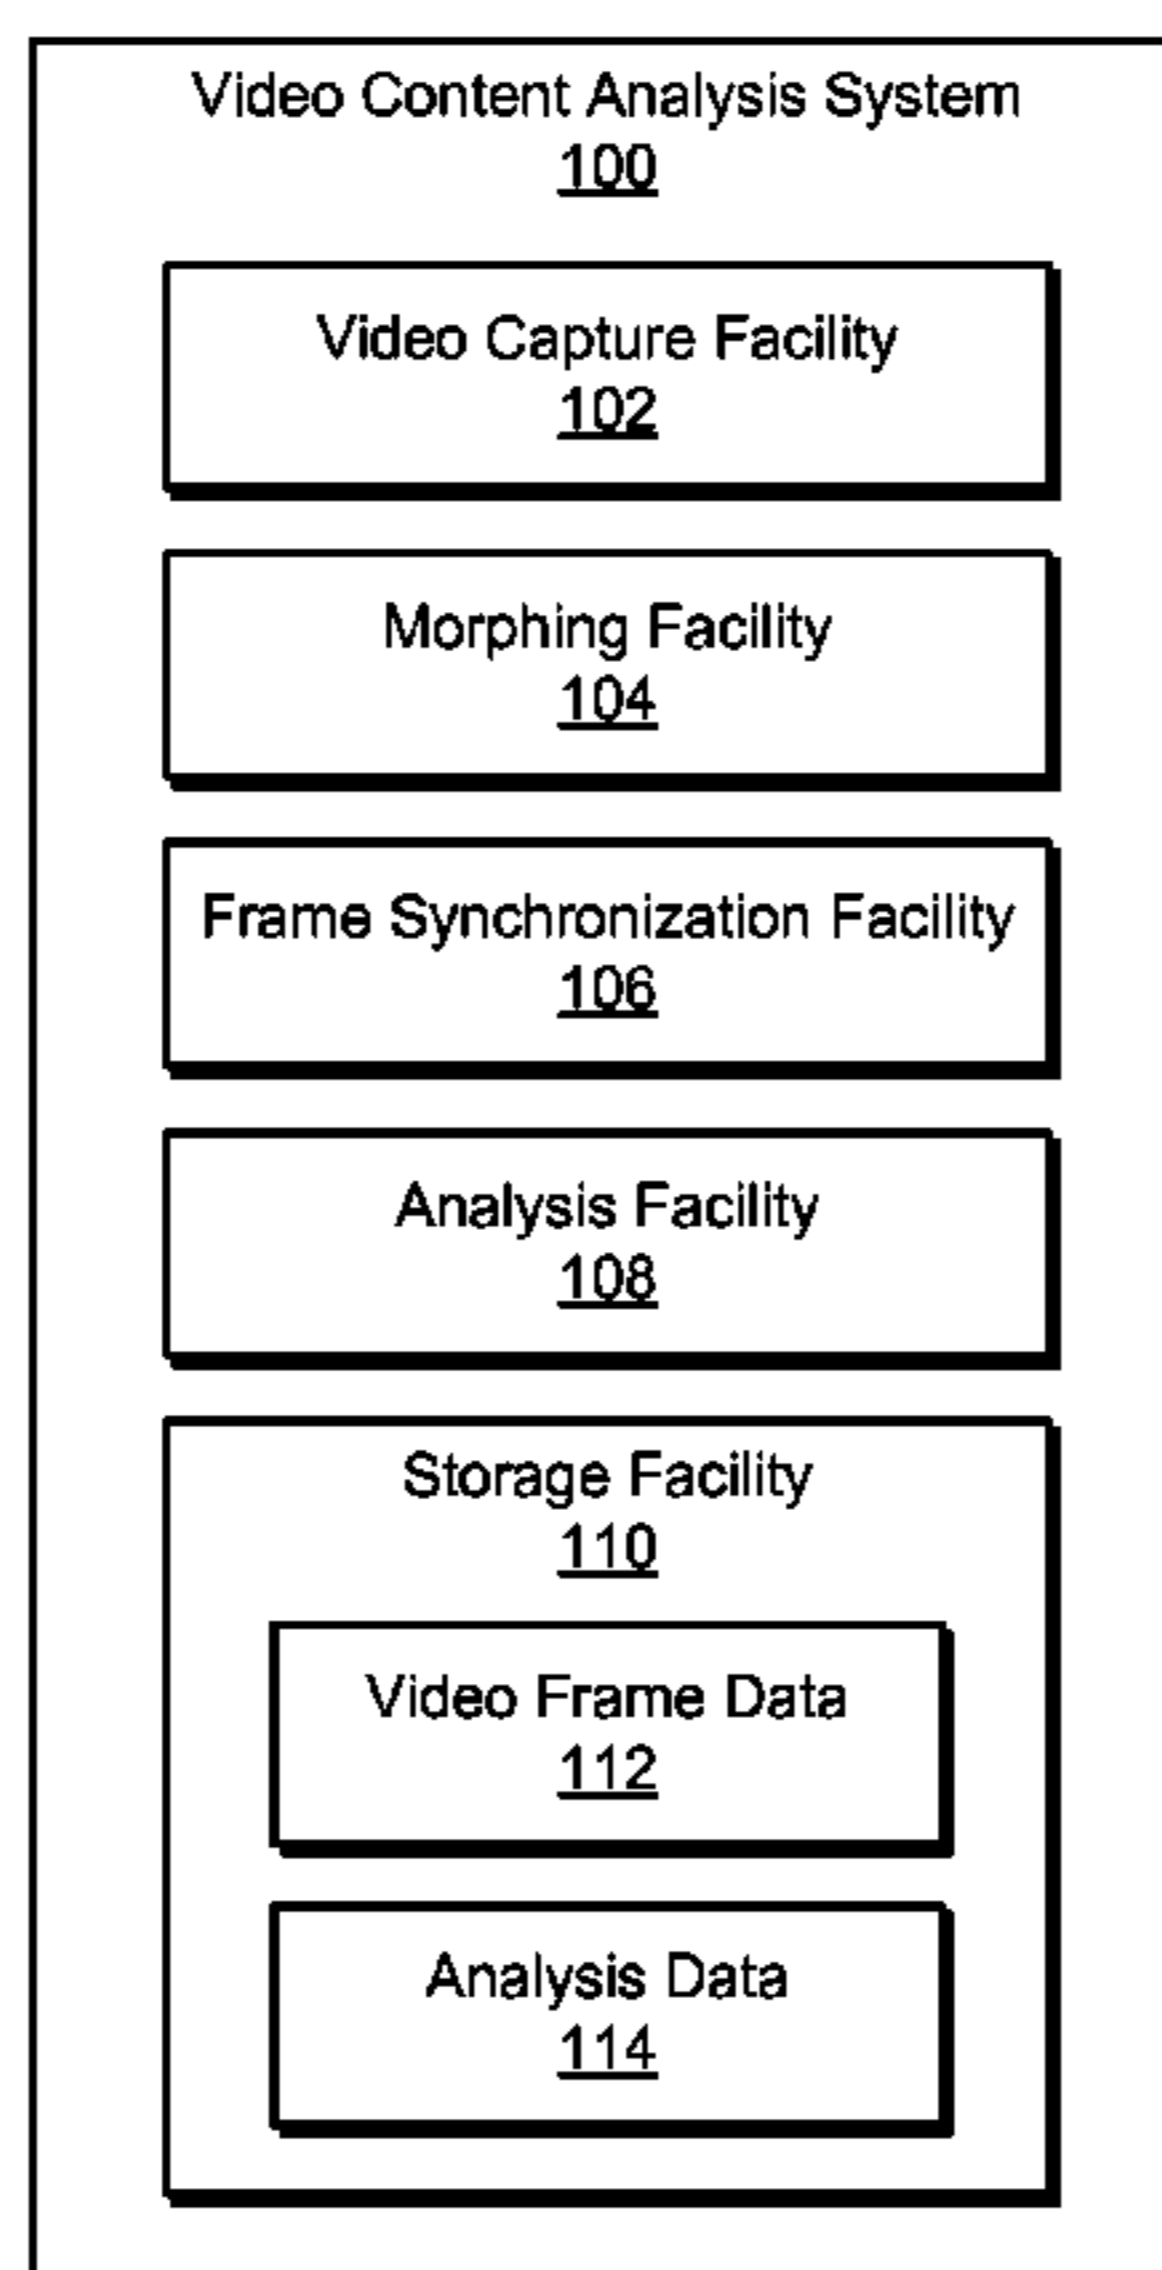 Video Content Analysis System
100
Video Capture Facility
102
Morphing Facility
104
Frame Synchronization Facility
106
Analysis Facility
108
Storage Facility
110
Video Frame Data
112
Analysis Data
114